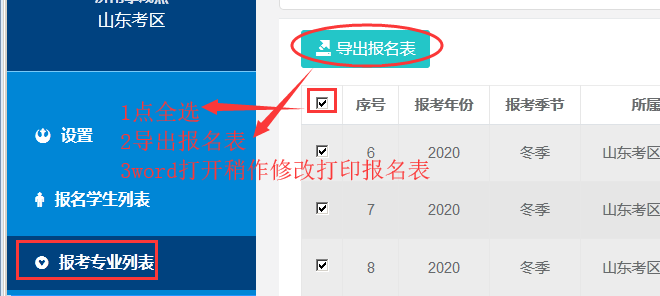 山东考区
设置
报名学生列表
报考专业列表
导出报名表
序号 报考年份 报考季节 所属
6 2020 冬季 山东考区
7 2020 冬季 山东考区
8 2020 冬季 山东考区
1点全选
2导出报名表
3word打开稍作修改打印报名表